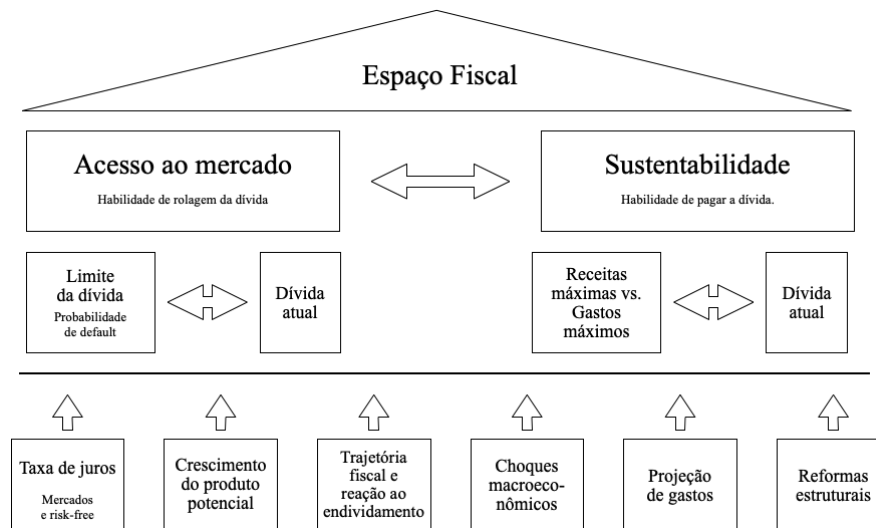 Espaço Fiscal
Acesso ao mercado
Habilidade de rolagem da dívida
Sustentabilidade
Habilidade de pagar a dívida.
Limite
da dívida
Probabilidade
de default
Dívida
atual
Receitas
máximas vs.
Gastos
máximos
Dívida
atual
Taxa de juros
Mercados
e risk-free
Crescimento
do produto
potencial
Trajetória
fiscal e
reação ao
endividamento
Choques
macroeco-
nômicos
Projeção
de gastos
Reformas
estruturais